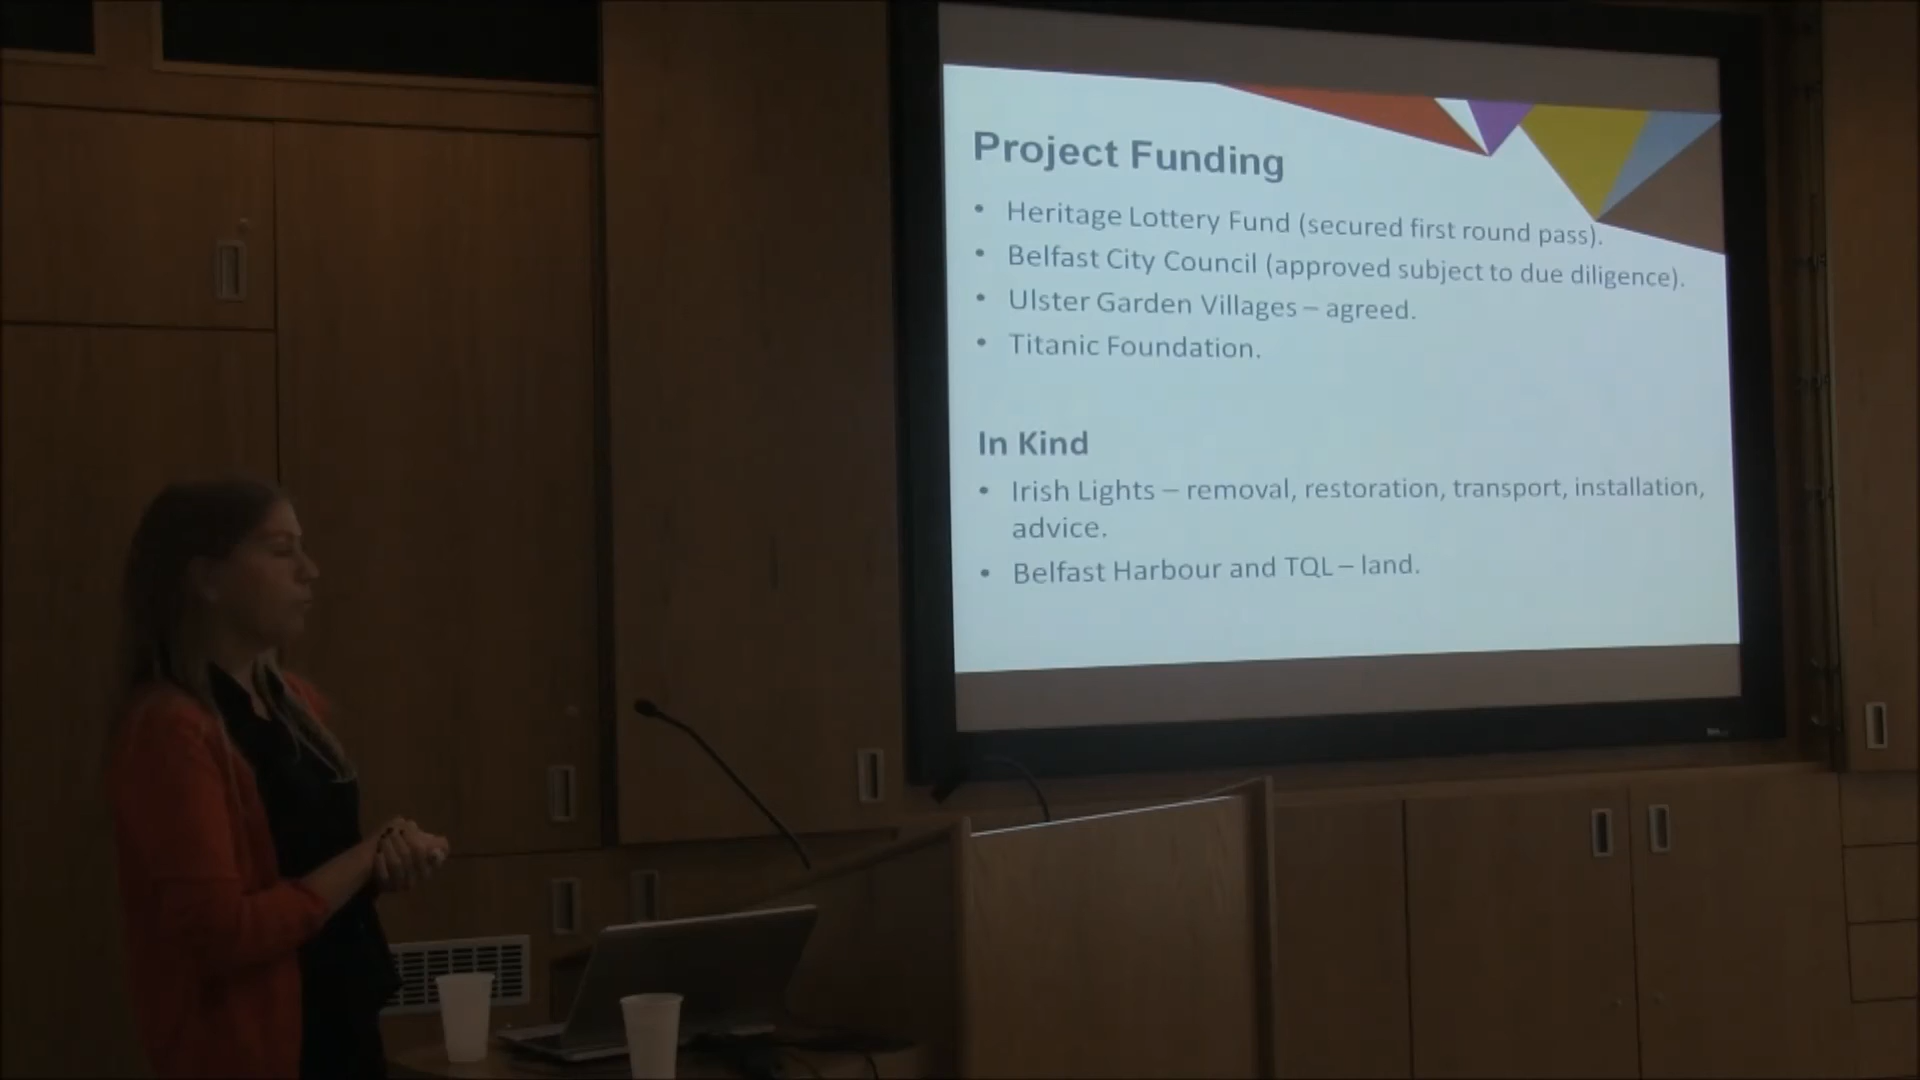 Project Funding
• Heritage Lottery Fund (secured first round pass).
• Belfast City Council (approved subject to due diligence).
• Ulster Garden Villages – agreed.
• Titanic Foundation.
In Kind
• Irish Lights – removal, restoration, transport, installation,
advice.
• Belfast Harbour and TQL – land.